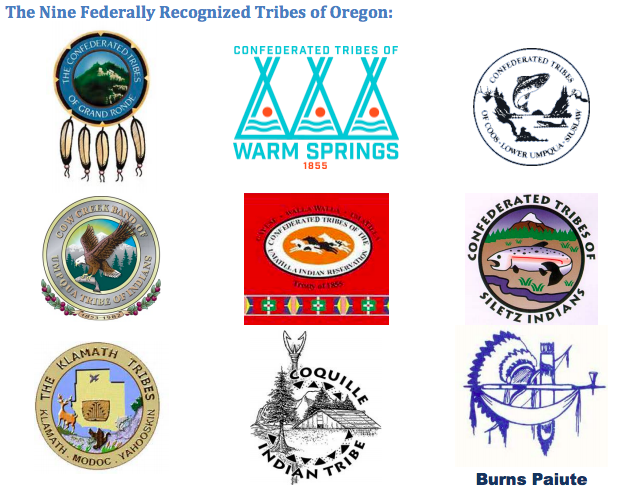 The Nine Federally Recognized Tribes of Oregon:
THE CONFEDERATED TRIBES
OF GRAND RONDE
CONFEDERATED TRIBES OF
WARM SPRINGS
1855
CONFEDERATED TRIBES
OF COOS · LOWER UMPQUA · SIUSLAW
COW CREEK BAND OF
UMPQUA TRIBE OF INDIANS
1853-1982
CAYUSE - WALLA WALLA - UMATILLA
CONFEDERATED TRIBES OF THE
UMATILLA INDIAN RESERVATION
Treaty of 1855
CONFEDERATED TRIBES OF
SILETZ INDIANS
THE KLAMATH TRIBES
KLAMATH · MODOC · YAHOOSKIN
COQUILLE
INDIAN TRIBE
Burns Paiute